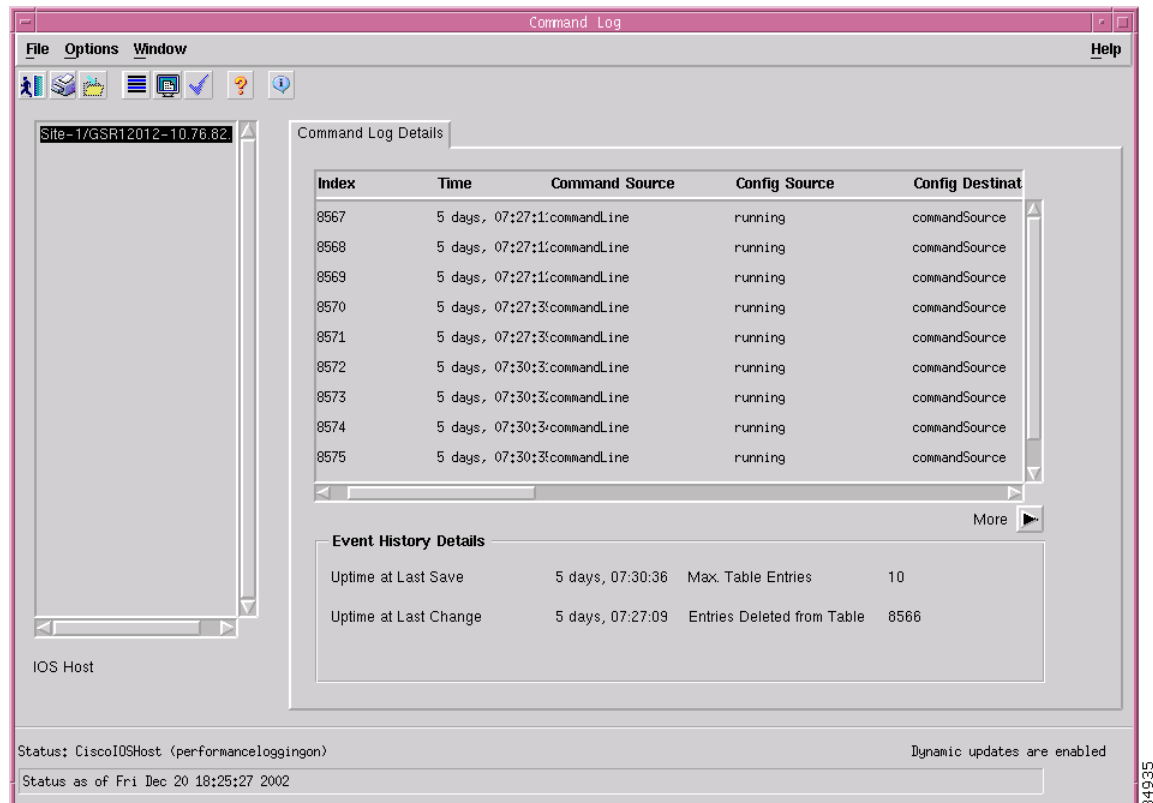 Command Log
File Options Window Help
Site-1/GSR12012-10.76.82.
Command Log Details
Index Time Command Source Config Source Config Destinat
8567 5 days, 07:27:1 commandLine running commandSource
8568 5 days, 07:27:1 commandLine running commandSource
8569 5 days, 07:27:1 commandLine running commandSource
8570 5 days, 07:27:3 commandLine running commandSource
8571 5 days, 07:27:3 commandLine running commandSource
8572 5 days, 07:30:3 commandLine running commandSource
8573 5 days, 07:30:3 commandLine running commandSource
8574 5 days, 07:30:3 commandLine running commandSource
8575 5 days, 07:30:3 commandLine running commandSource
More
Event History Details
Uptime at Last Save 5 days, 07:30:36 Max. Table Entries 10
Uptime at Last Change 5 days, 07:27:09 Entries Deleted from Table 8566
IOS Host
Status: CiscoIOSHost (performanceloggingon) Dynamic updates are enabled
Status as of Fri Dec 20 18:25:27 2002